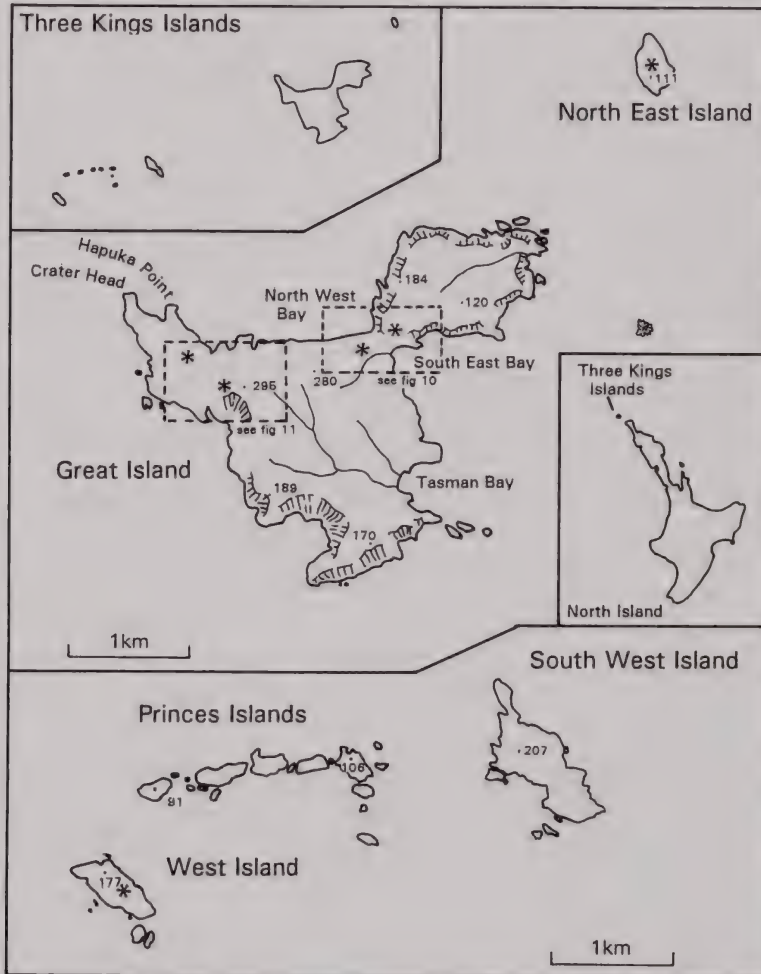 Three Kings Islands
111
North East Island
Hapuka Point
Crater Head
184
North West
Bay
120
South East Bay
295
280
see fig 10
see fig 11
Three Kings
Islands
Great Island
Tasman Bay
189
170
North Island
1km
South West Island
Princes Islands
106
207
91
West Island
177
1km